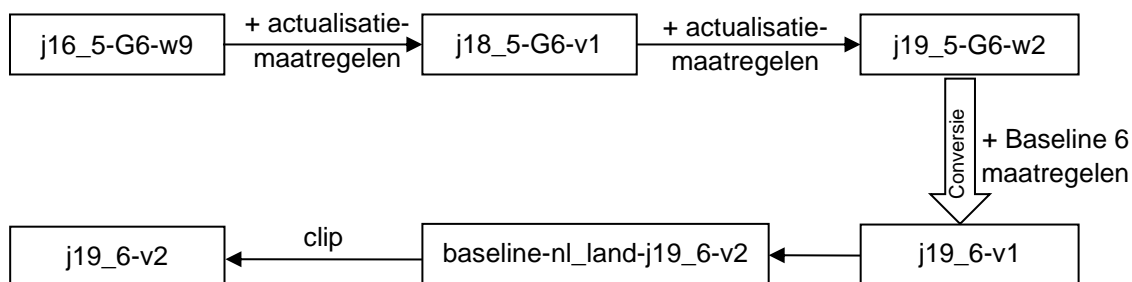 j16_5-G6-w9
+ actualisatie-
maatregelen
j18_5-G6-v1
+ actualisatie-
maatregelen
j19_5-G6-w2
Conversie
+ Baseline 6
maatregelen
j19_6-v2
clip
baseline-nl_land-j19_6-v2
j19_6-v1